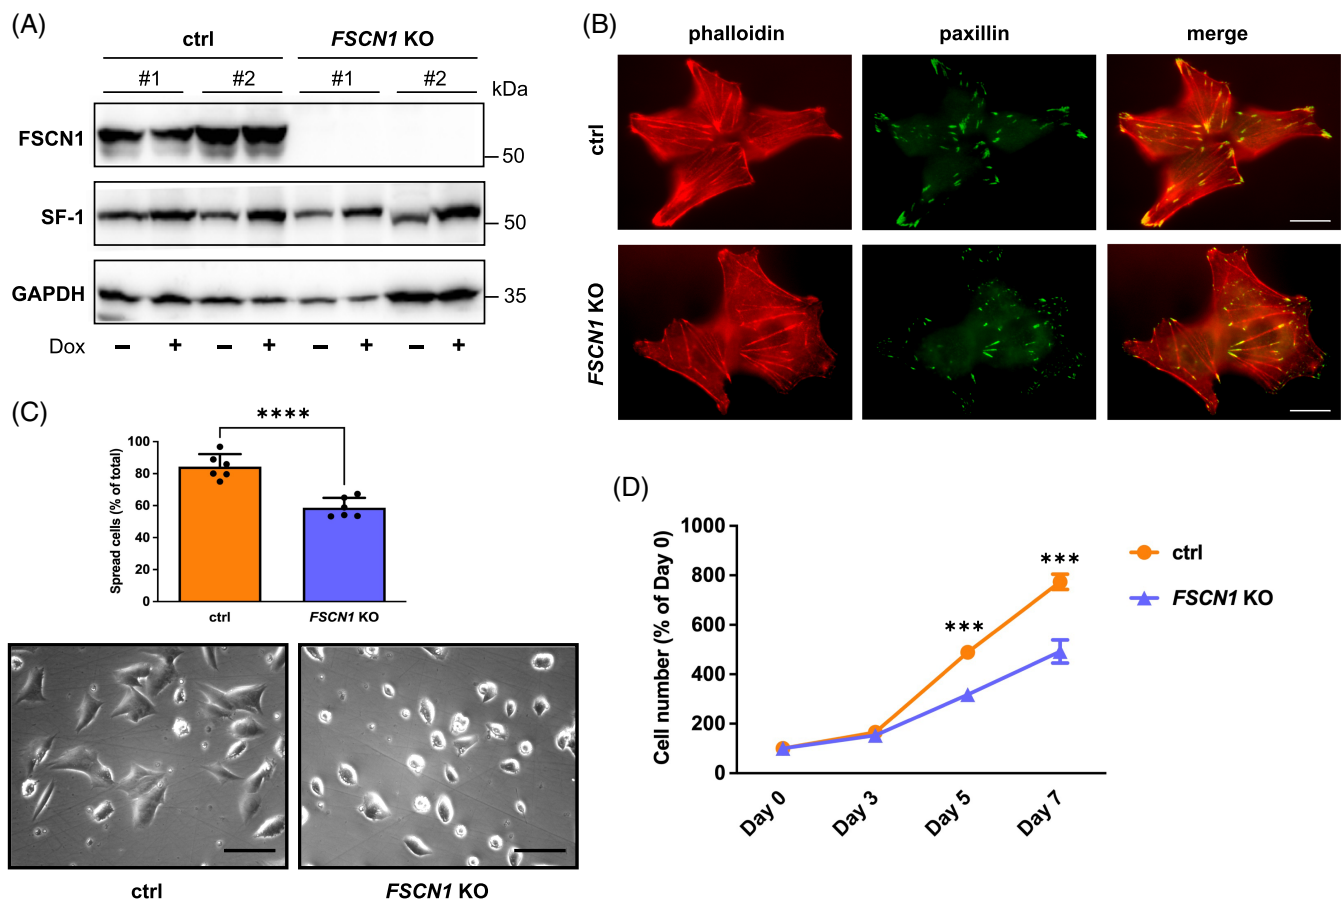 (A)
ctrl FSCN1 KO
#1 #2 #1 #2
kDa
FSCN1
50
SF-1
50
GAPDH
35
Dox − + − + − + − +
(B)
phalloidin paxillin merge
ctrl
FSCN1 KO
(C)
****
Spread cells (% of total)
100
80
60
40
20
0
ctrl FSCN1 KO
ctrl FSCN1 KO
(D)
Cell number (% of Day 0)
1000
800
600
400
200
0
***
***
Day 0 Day 3 Day 5 Day 7
ctrl
FSCN1 KO